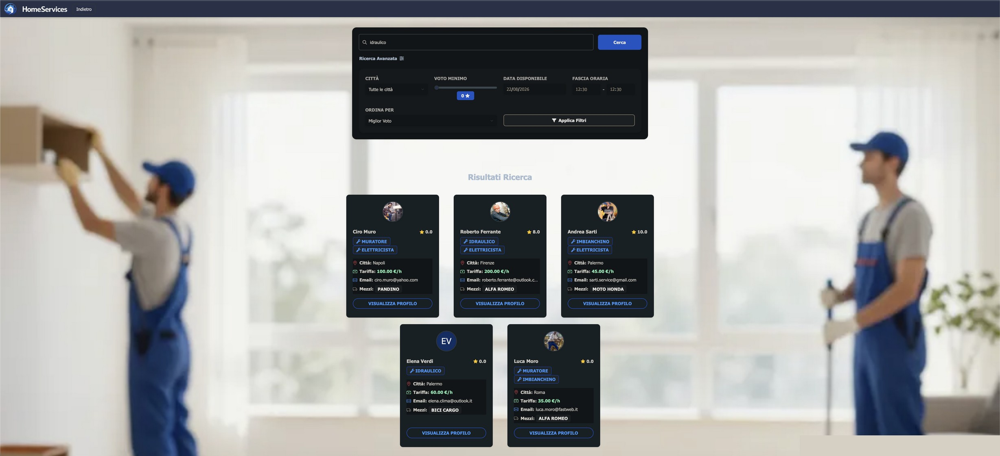 HomeServices Indietro
idraulico Cerca
Ricerca Avanzata
CITTÀ VOTO MINIMO DATA DISPONIBILE FASCIA ORARIA
Tutte le città 22/08/2026 12:30 - 12:30
0
ORDINA PER
Miglior Voto Applica Filtri
Risultati Ricerca
Ciro Muro 0.0
MURATORE
ELETTRICISTA
Città: Napoli
Tariffa: 100.00 €/h
Email: ciro.muro@yahoo.com
Mezzi: PANDINO
VISUALIZZA PROFILO
Roberto Ferrante 8.0
IDRAULICO
ELETTRICISTA
Città: Firenze
Tariffa: 200.00 €/h
Email: roberto.ferrante@outlook.c...
Mezzi: ALFA ROMEO
VISUALIZZA PROFILO
Andrea Sarti 10.0
IMBIANCHINO
ELETTRICISTA
Città: Palermo
Tariffa: 45.00 €/h
Email: sarti.service@gmail.com
Mezzi: MOTO HONDA
VISUALIZZA PROFILO
EV
Elena Verdi 0.0
IDRAULICO
Città: Palermo
Tariffa: 60.00 €/h
Email: elena.clima@outlook.it
Mezzi: BICI CARGO
VISUALIZZA PROFILO
Luca Moro 0.0
MURATORE
IMBIANCHINO
Città: Roma
Tariffa: 35.00 €/h
Email: luca.moro@fastweb.it
Mezzi: ALFA ROMEO
VISUALIZZA PROFILO